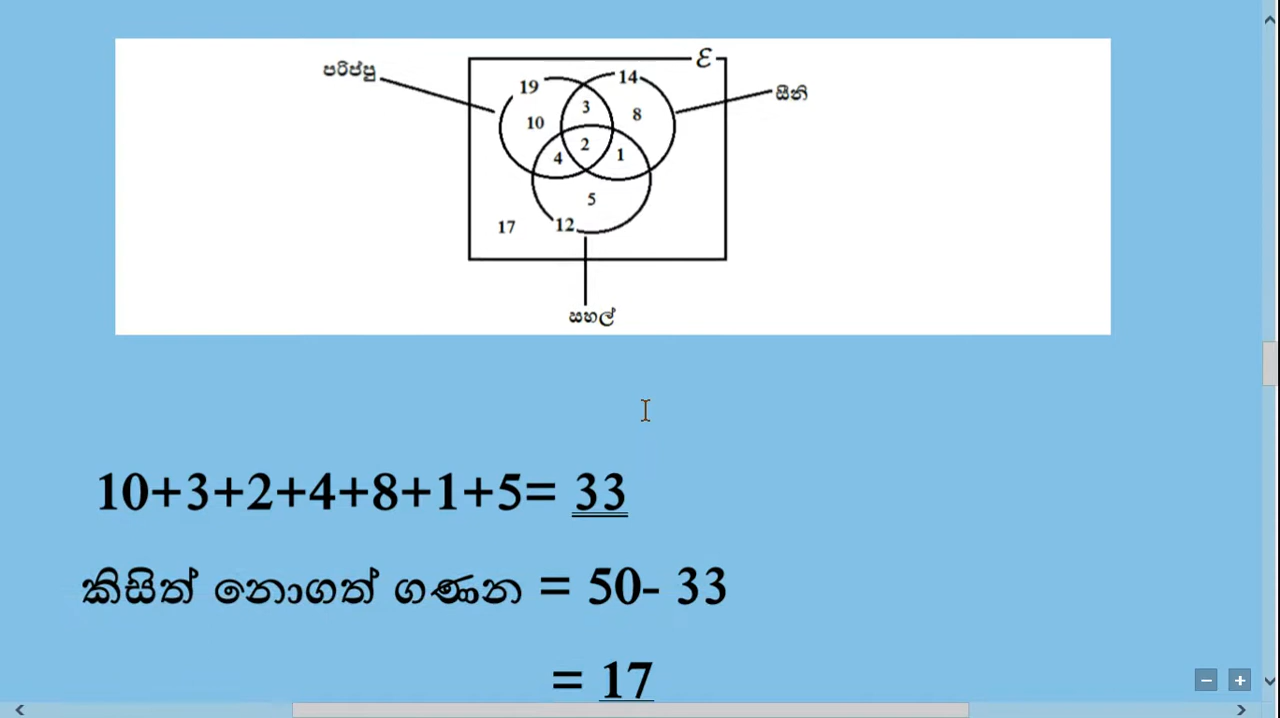 ℰ
පරිප්පු
19
14
සීනි
3
10
8
2
4
1
5
17
12
සහල්
10+3+2+4+8+1+5= 33
කිසිත් නොගත් ගණන = 50- 33
= 17